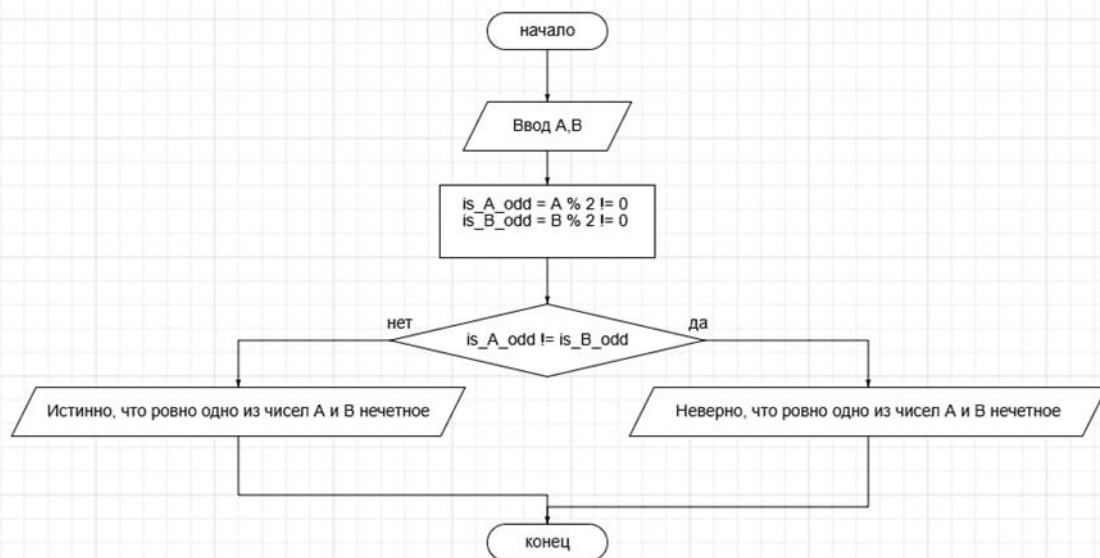 начало
Ввод A,B
is_A_odd = A % 2 != 0
is_B_odd = B % 2 != 0
нет
да
is_A_odd != is_B_odd
Истинно, что ровно одно из чисел A и B нечетное
Неверно, что ровно одно из чисел A и B нечетное
конец